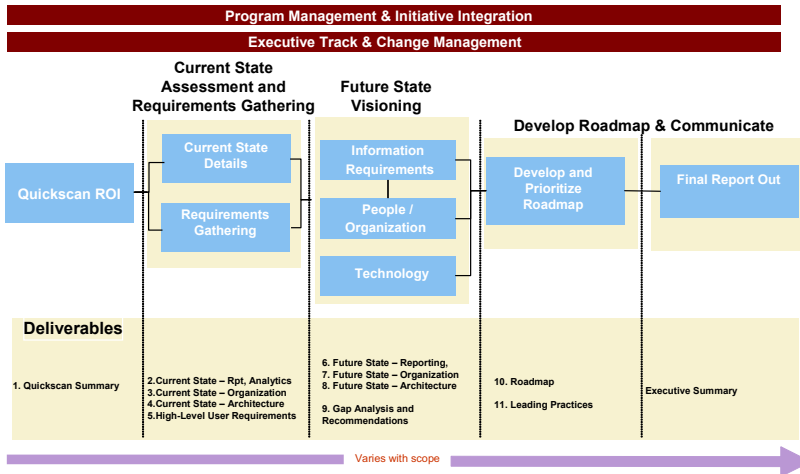 Program Management & Initiative Integration
Executive Track & Change Management
Current State
Assessment and
Requirements Gathering
Future State
Visioning
Develop Roadmap & Communicate
Quickscan ROI
Current State
Details
Requirements
Gathering
Information
Requirements
People /
Organization
Technology
Develop and
Prioritize
Roadmap
Final Report Out
Deliverables
1. Quickscan Summary
2.Current State – Rpt, Analytics
3.Current State – Organization
4.Current State – Architecture
5.High-Level User Requirements
6. Future State – Reporting,
7. Future State – Organization
8. Future State – Architecture
9. Gap Analysis and
Recommendations
10. Roadmap
11. Leading Practices
Executive Summary
Varies with scope